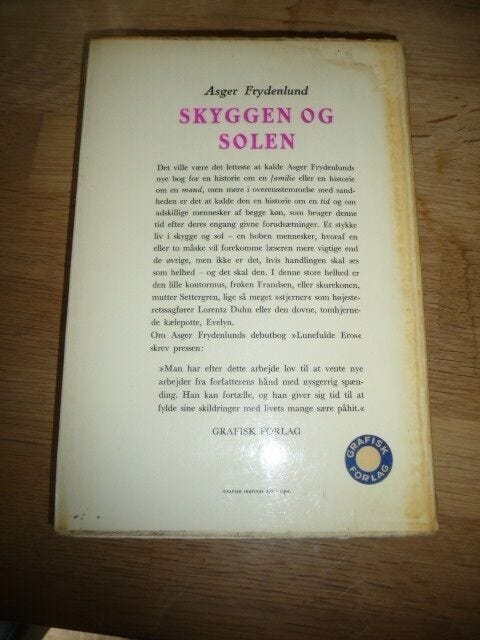 Asger Frydenlund
SKYGGEN OG
SOLEN
Det ville være det letteste at kalde Asger Frydenlunds
nye bog for en historie om en familie eller en historie
om en mand, men mere i overensstemmelse med sand-
heden er det at kalde den en historie om en tid og om
adskillige mennesker af begge køn, som bruger denne
tid efter deres engang givne forudsætninger. Et stykke
liv i skygge og sol – en hoben mennesker, hvoraf en
eller to måske vil forekomme læseren mere vigtige end
de øvrige, men ikke er det, hvis handlingen skal ses
som helhed – og det skal den. I denne store helhed er
den lille kontormus, frøken Frandsen, eller skurekonen,
mutter Settergren, lige så meget »stjerner« som højeste-
retssagfører Lorentz Duhn eller den dovne, tomhjerne-
de kælepotte, Evelyn.
Om Asger Frydenlunds debutbog »Lunefulde Eros«
skrev pressen:
»Man har efter dette arbejde lov til at vente nye
arbejder fra forfatterens hånd med nysgerrig spæn-
ding. Han kan fortælle, og han giver sig tid til at
fylde sine skildringer med livets mange sære påhit.«
GRAFISK FORLAG
GRAFISK
FORLAG
GRAFISK INSTITUT A/S · CPH.